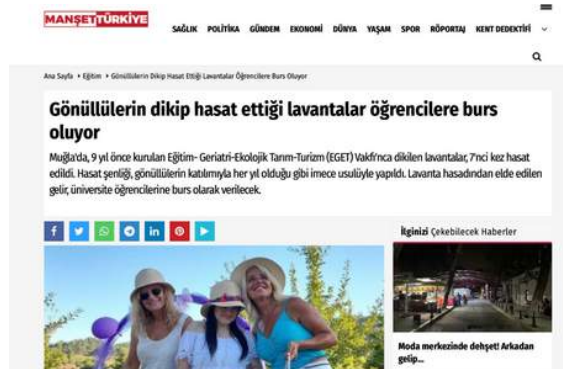 MANŞETTÜRKİYE
SAĞLIK POLİTİKA GÜNDEM EKONOMİ DÜNYA YAŞAM SPOR RÖPORTAJ KENT DEDEKTİFİ
Ana Sayfa Eğitim Gönüllülerin Dikip Hasat Ettiği Lavantalar Öğrencilere Burs Oluyor
Gönüllülerin dikip hasat ettiği lavantalar öğrencilere burs
oluyor
Muğla'da, 9 yıl önce kurulan Eğitim- Geriatri-Ekolojik Tarım-Turizm (EGET) Vakfı'nca dikilen lavantalar, 7'nci kez hasat
edildi. Hasat şenliği, gönüllülerin katılımıyla her yıl olduğu gibi imece usulüyle yapıldı. Lavanta hasadından elde edilen
gelir, üniversite öğrencilerine burs olarak verilecek.
İlginizi Çekebilecek Haberler
Moda merkezinde dehşet! Arkadan
gelip...